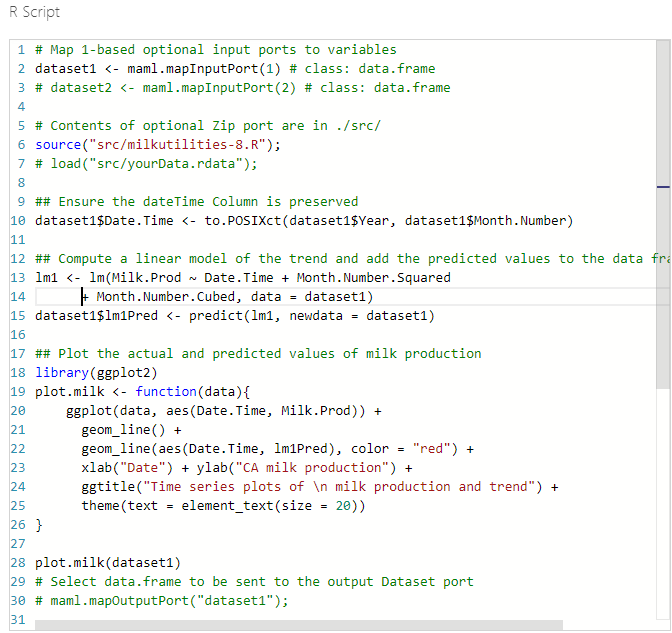 R Script
1 # Map 1-based optional input ports to variables
2 dataset1 <- maml.mapInputPort(1) # class: data.frame
3 # dataset2 <- maml.mapInputPort(2) # class: data.frame
4
5 # Contents of optional Zip port are in ./src/
6 source("src/milkutilities-8.R");
7 # load("src/yourData.rdata");
8
9 ## Ensure the dateTime Column is preserved
10 dataset1$Date.Time <- to.POSIXct(dataset1$Year, dataset1$Month.Number)
11
12 ## Compute a linear model of the trend and add the predicted values to the data fra
13 lm1 <- lm(Milk.Prod ~ Date.Time + Month.Number.Squared
14       + Month.Number.Cubed, data = dataset1)
15 dataset1$lm1Pred <- predict(lm1, newdata = dataset1)
16
17 ## Plot the actual and predicted values of milk production
18 library(ggplot2)
19 plot.milk <- function(data){
20     ggplot(data, aes(Date.Time, Milk.Prod)) +
21       geom_line() +
22       geom_line(aes(Date.Time, lm1Pred), color = "red") +
23       xlab("Date") + ylab("CA milk production") +
24       ggtitle("Time series plots of \n milk production and trend") +
25       theme(text = element_text(size = 20))
26 }
27
28 plot.milk(dataset1)
29 # Select data.frame to be sent to the output Dataset port
30 # maml.mapOutputPort("dataset1");
31